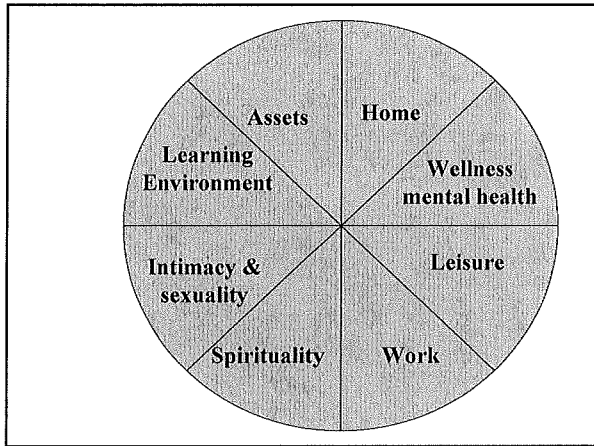 Assets
Home
Learning
Environment
Wellness
mental health
Intimacy &
sexuality
Leisure
Spirituality
Work